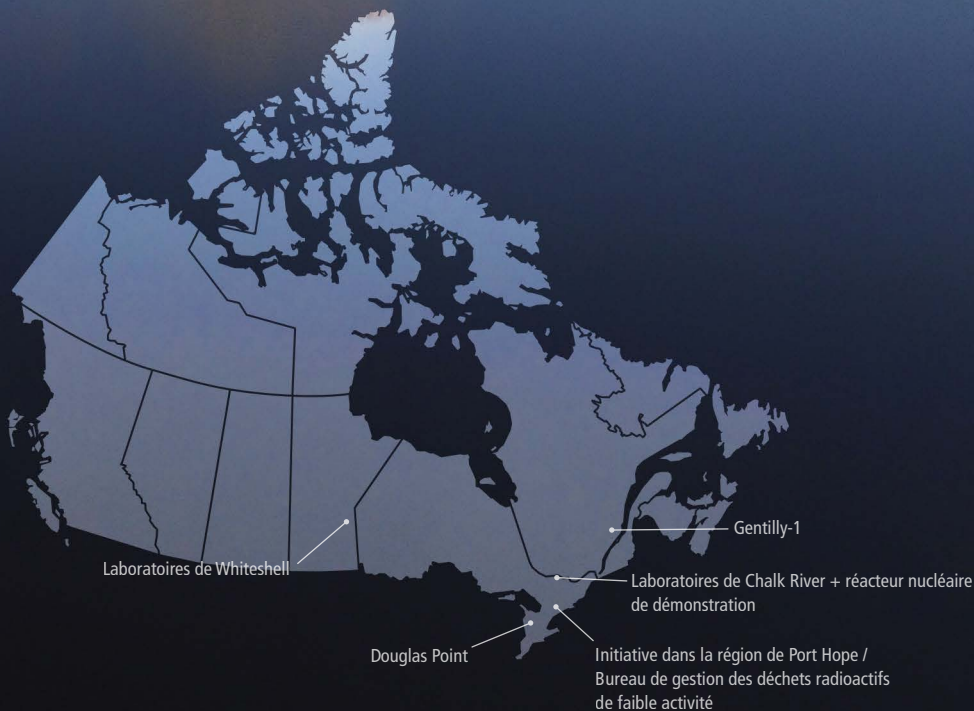 Gentilly-1
Laboratoires de Whiteshell
Laboratoires de Chalk River + réacteur nucléaire
de démonstration
Douglas Point
Initiative dans la région de Port Hope /
Bureau de gestion des déchets radioactifs
de faible activité